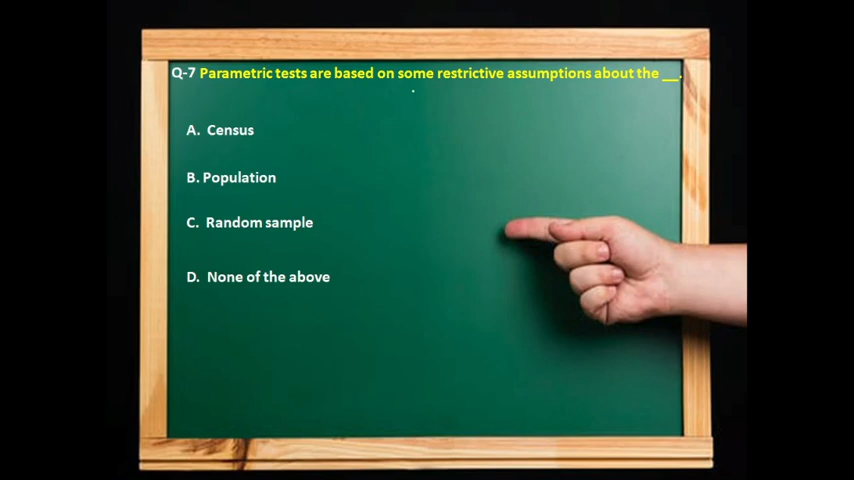 Q-7 Parametric tests are based on some restrictive assumptions about the __.
A. Census
B. Population
C. Random sample
D. None of the above